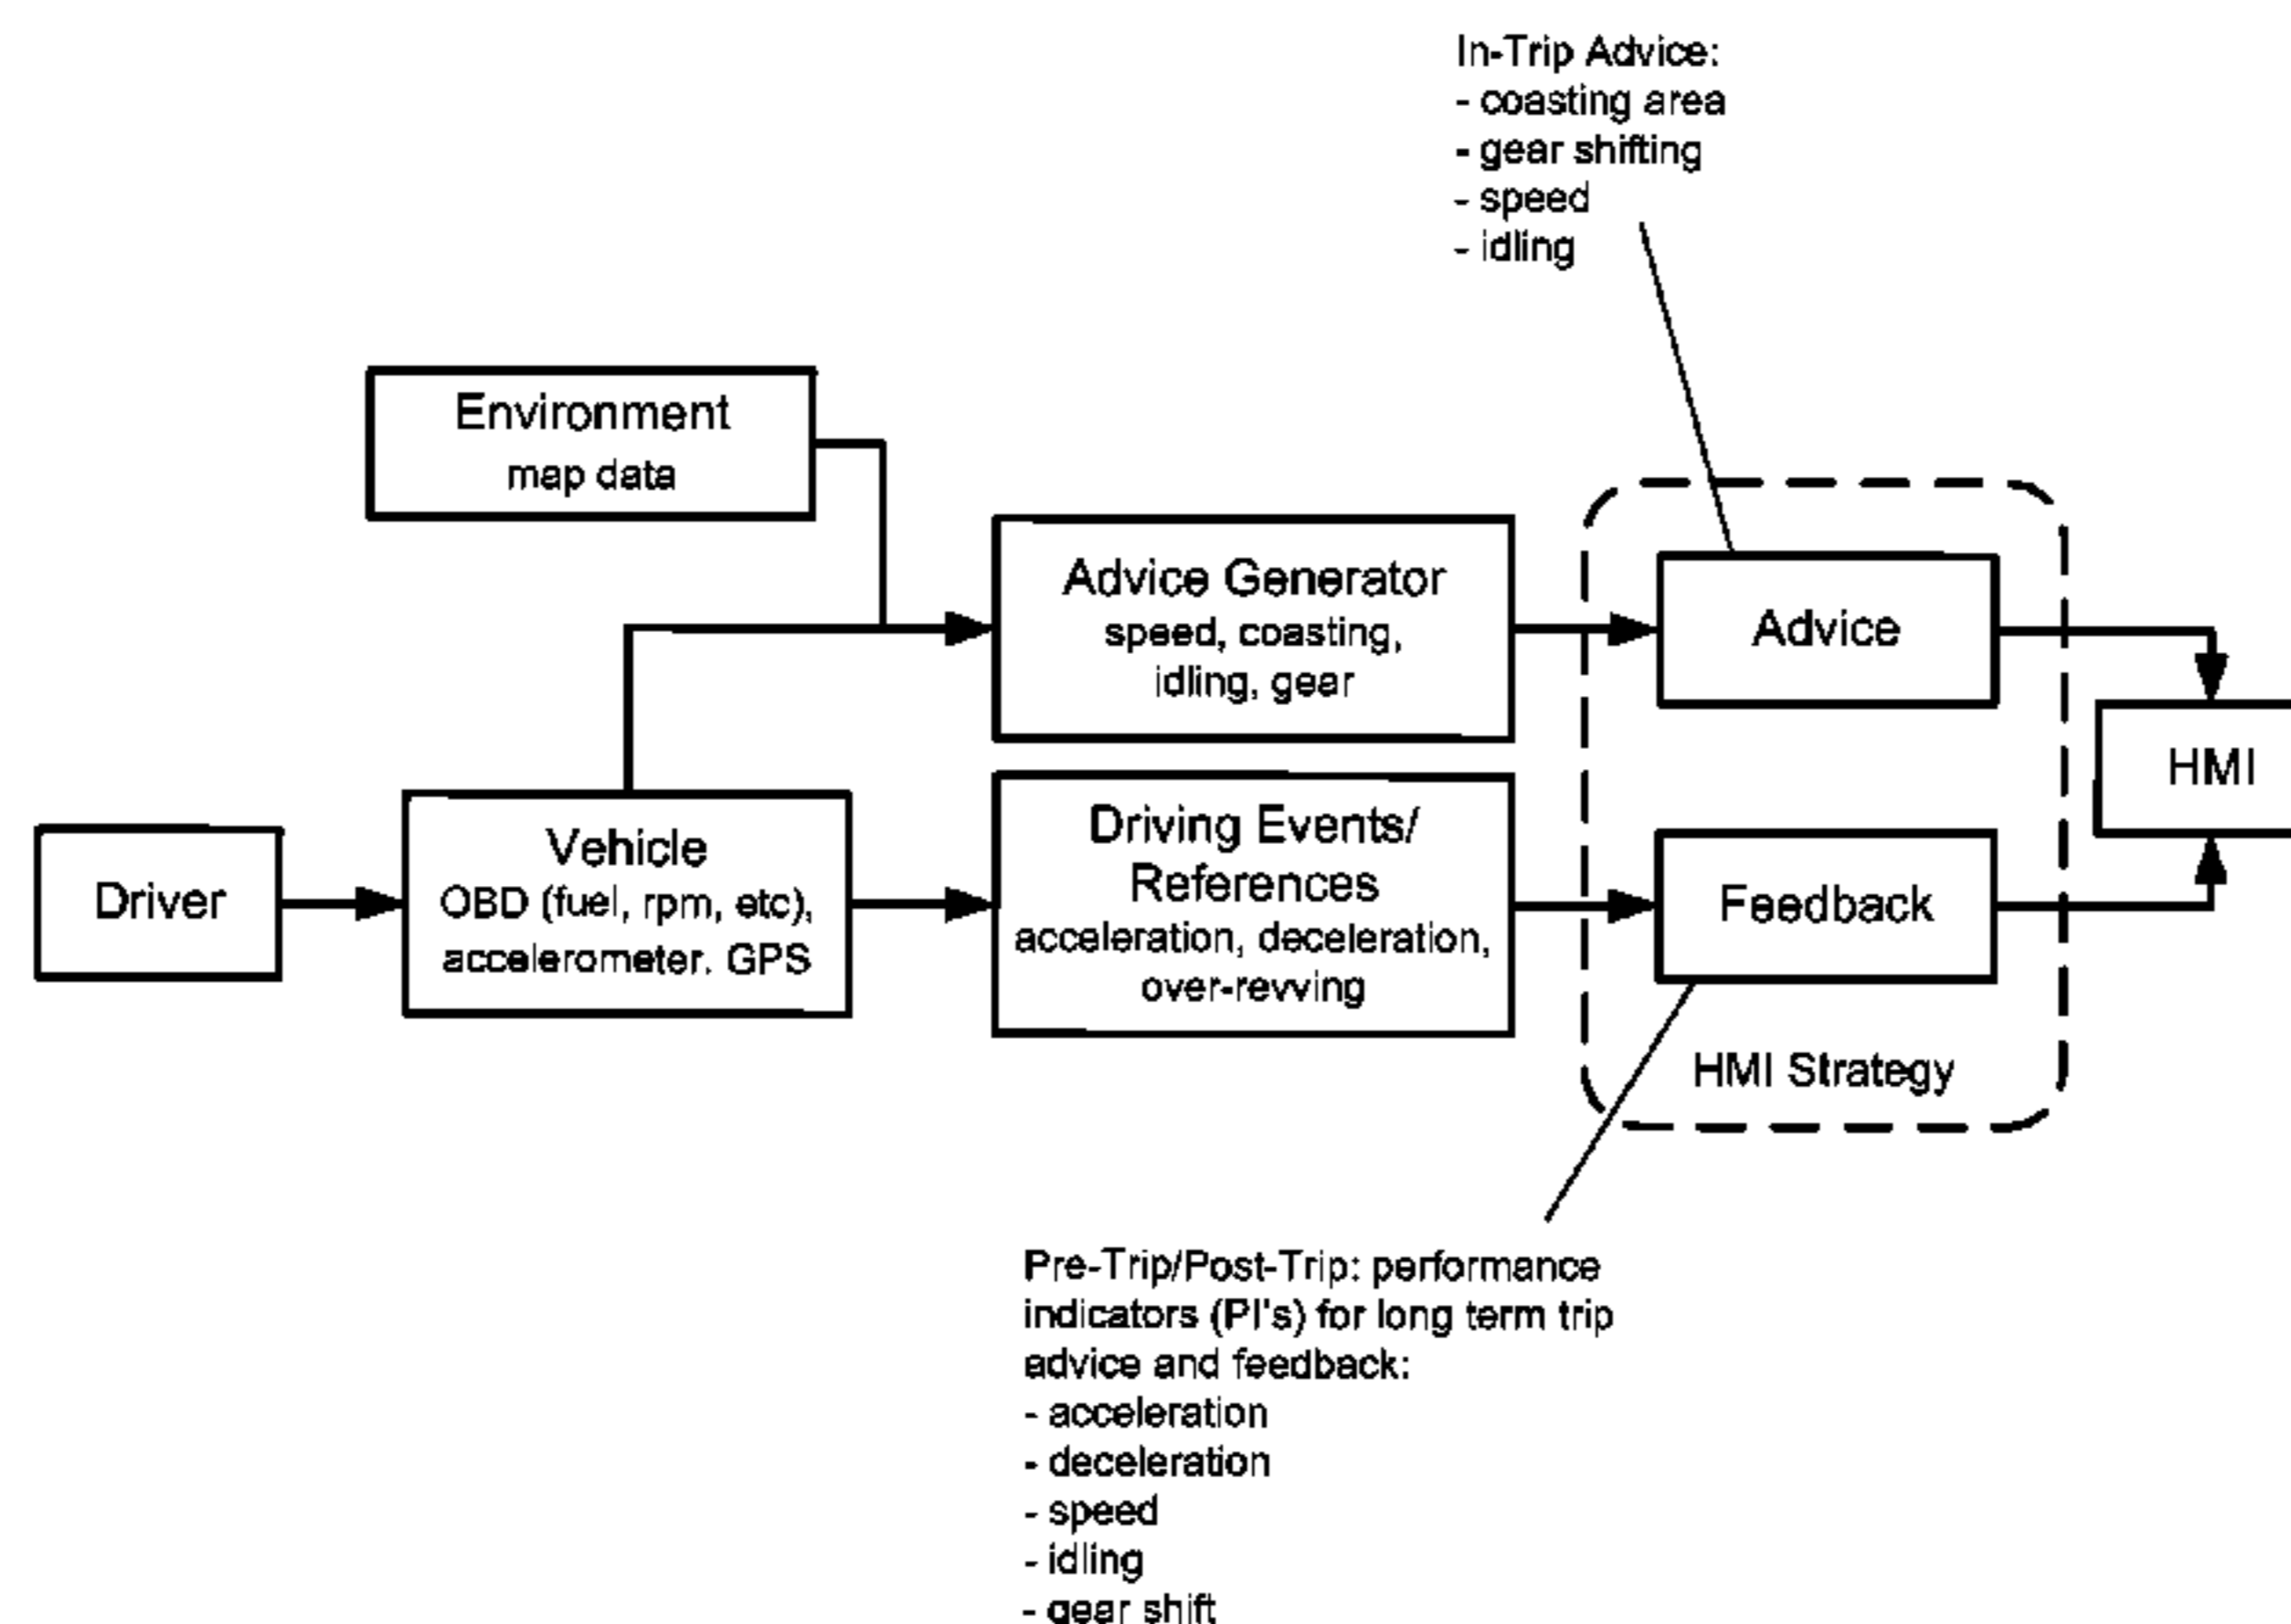 In-Trip Advice:
- coasting area
- gear shifting
- speed
- idling
Environment
map data
Advice Generator
speed, coasting,
idling, gear
Advice
HMI
Driver
Vehicle
OBD (fuel, rpm, etc),
accelerometer. GPS
Driving Events/
References
acceleration, deceleration,
over-revving
Feedback
HMI Strategy
Pre-Trip/Post-Trip: performance
indicators (PI's) for long term trip
advice and feedback:
- acceleration
- deceleration
- speed
- idling
- gear shift